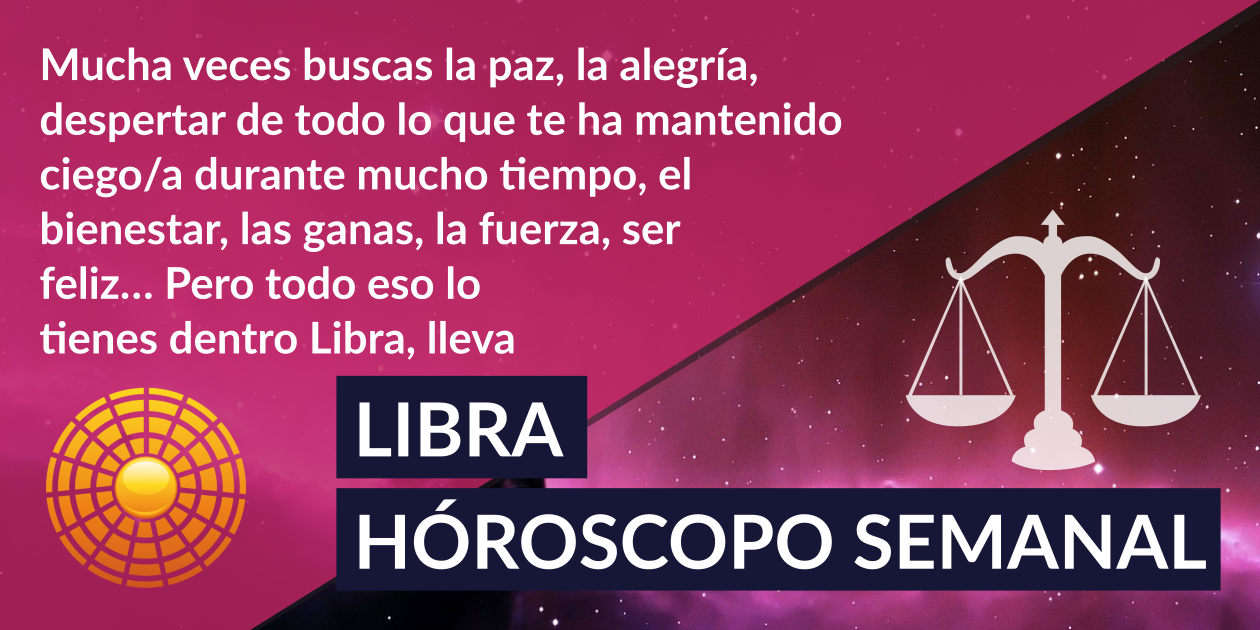 Mucha veces buscas la paz, la alegría,
despertar de todo lo que te ha mantenido
ciego/a durante mucho tiempo, el
bienestar, las ganas, la fuerza, ser
feliz... Pero todo eso lo
tienes dentro Libra, lleva
LIBRA
HÓROSCOPO SEMANAL